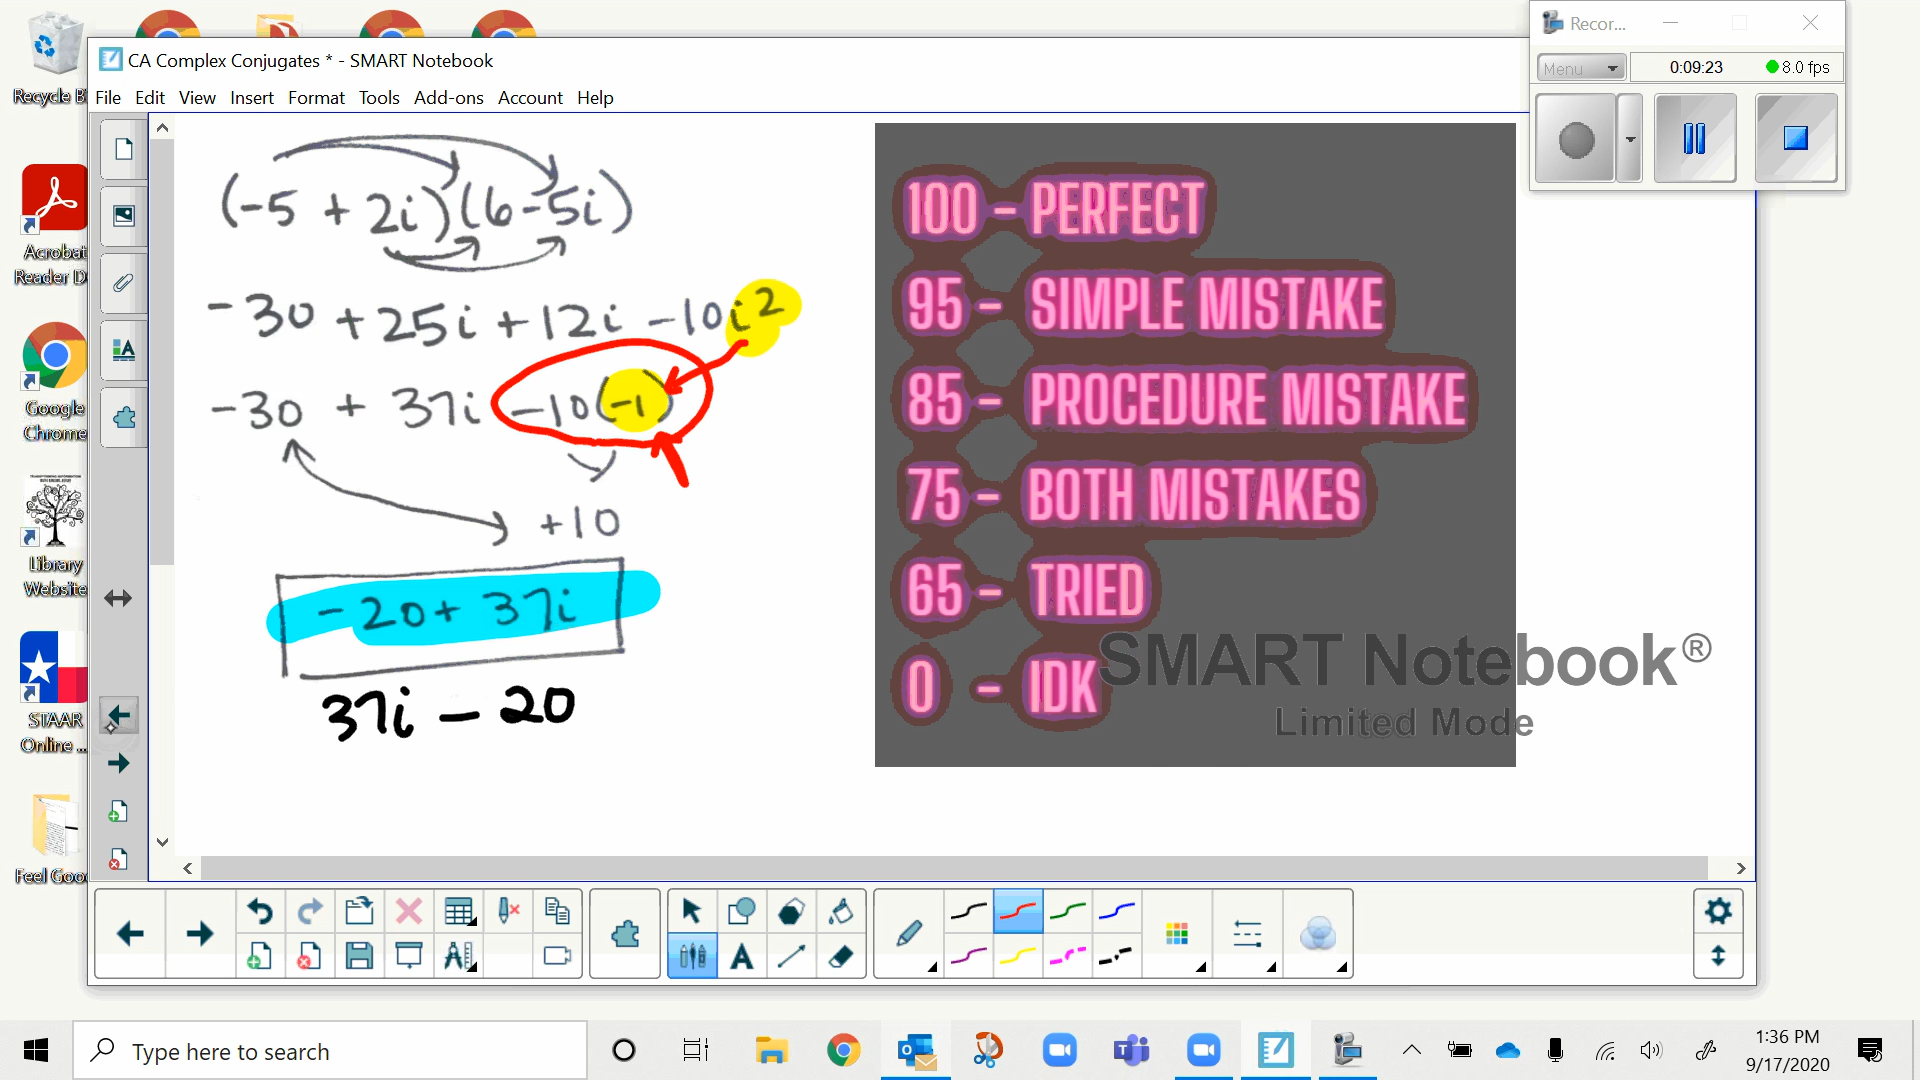 Recor...
CA Complex Conjugates * - SMART Notebook
Menu
0:09:23
8.0 fps
File Edit View Insert Format Tools Add-ons Account Help
Recycle B
Acrobat
Reader D
Google
Chrome
Library
Website
STAAR
Online ...
Feel Goo
(-5 + 2i)(6-5i)
-30 +25i +12i -10i²
-30 + 37i -10(-1)
+10
-20+ 37i
37i - 20
100 - PERFECT
95 - SIMPLE MISTAKE
85 - PROCEDURE MISTAKE
75 - BOTH MISTAKES
65 - TRIED
0 - IDK
SMART Notebook®
Limited Mode
Type here to search
1:36 PM
9/17/2020